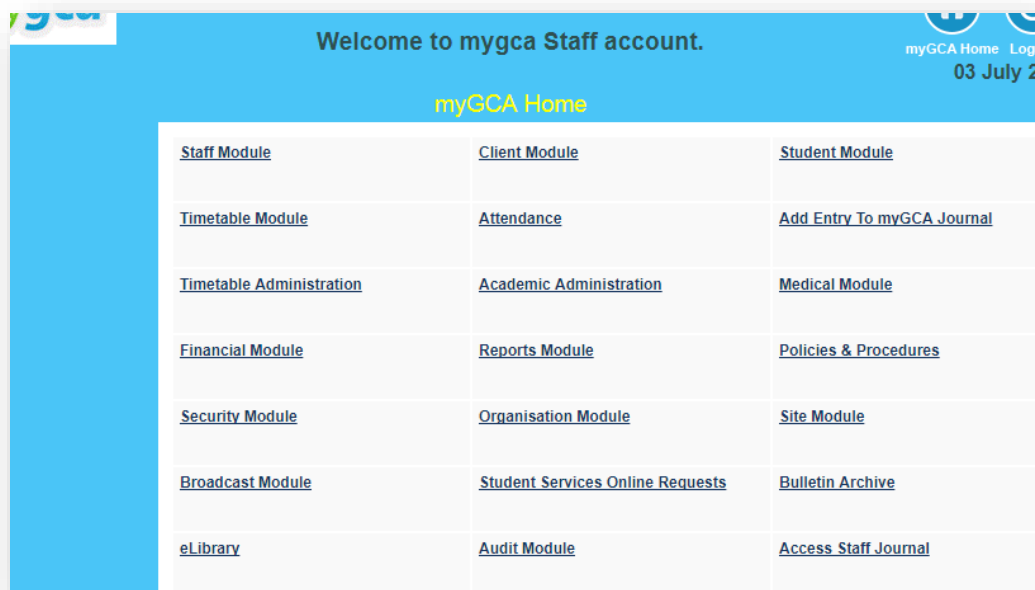 Welcome to mygca Staff account.
myGCA Home
03 July
myGCA Home
Staff Module Client Module Student Module
Timetable Module Attendance Add Entry To myGCA Journal
Timetable Administration Academic Administration Medical Module
Financial Module Reports Module Policies & Procedures
Security Module Organisation Module Site Module
Broadcast Module Student Services Online Requests Bulletin Archive
eLibrary Audit Module Access Staff Journal